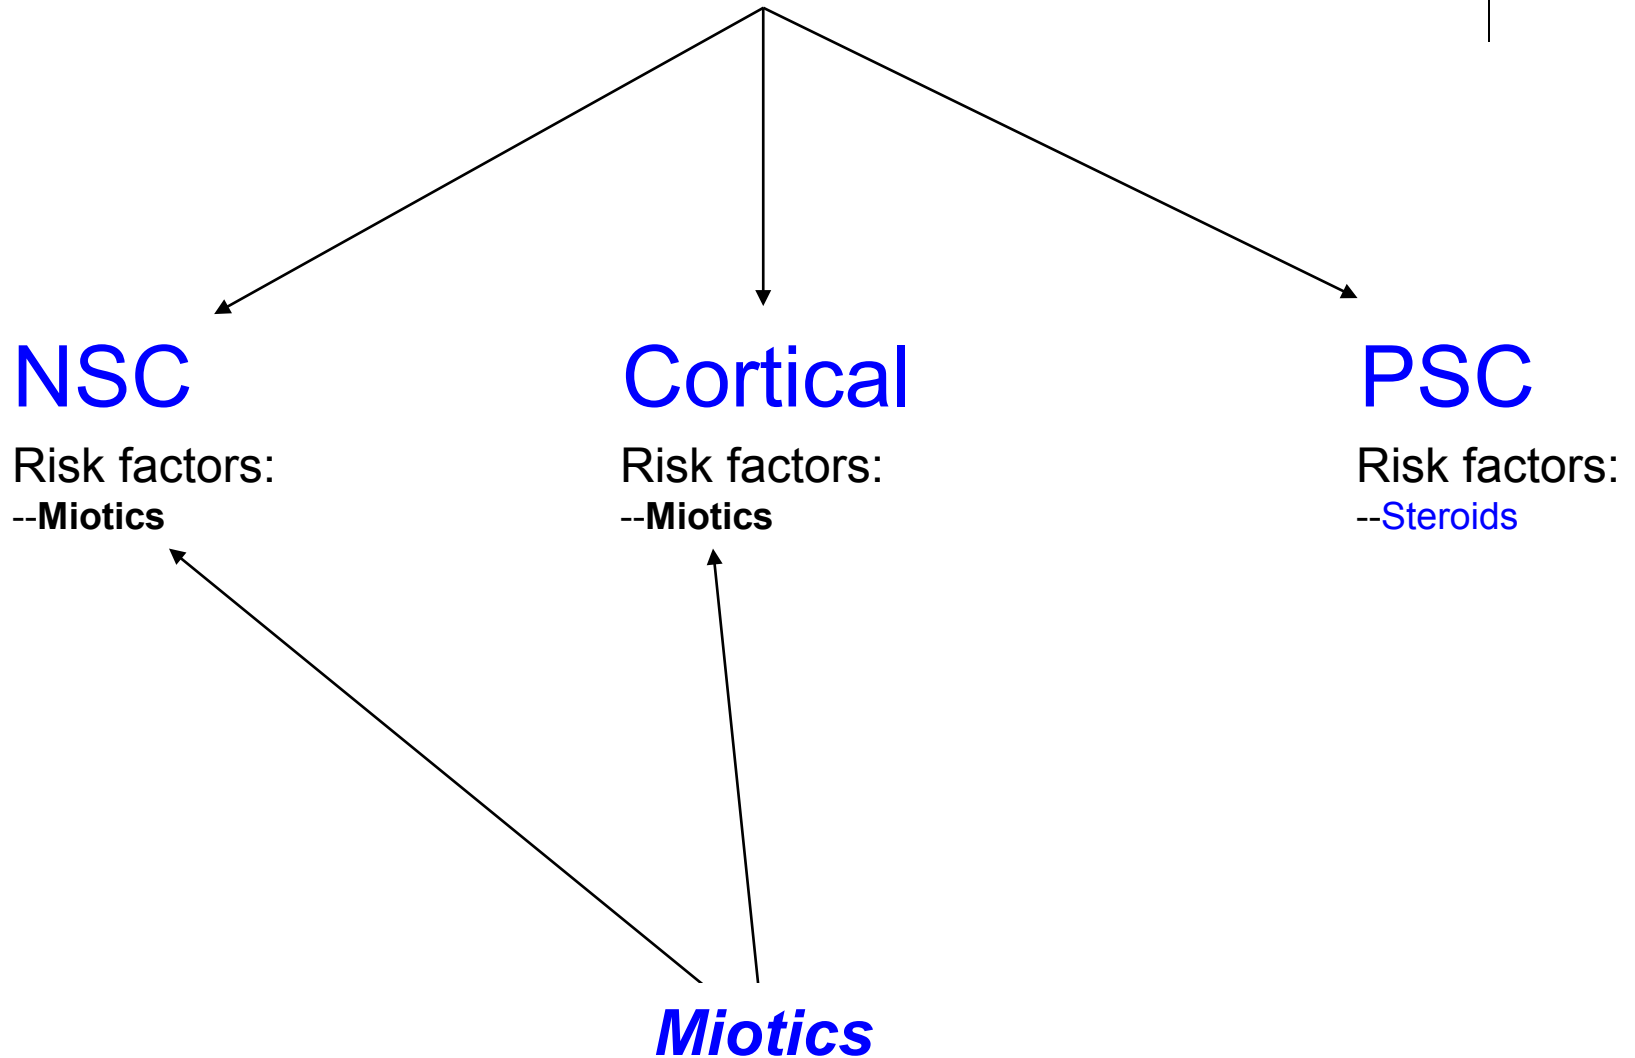 NSC
Risk factors:
--Miotics
Cortical
Risk factors:
--Miotics
PSC
Risk factors:
--Steroids
Miotics